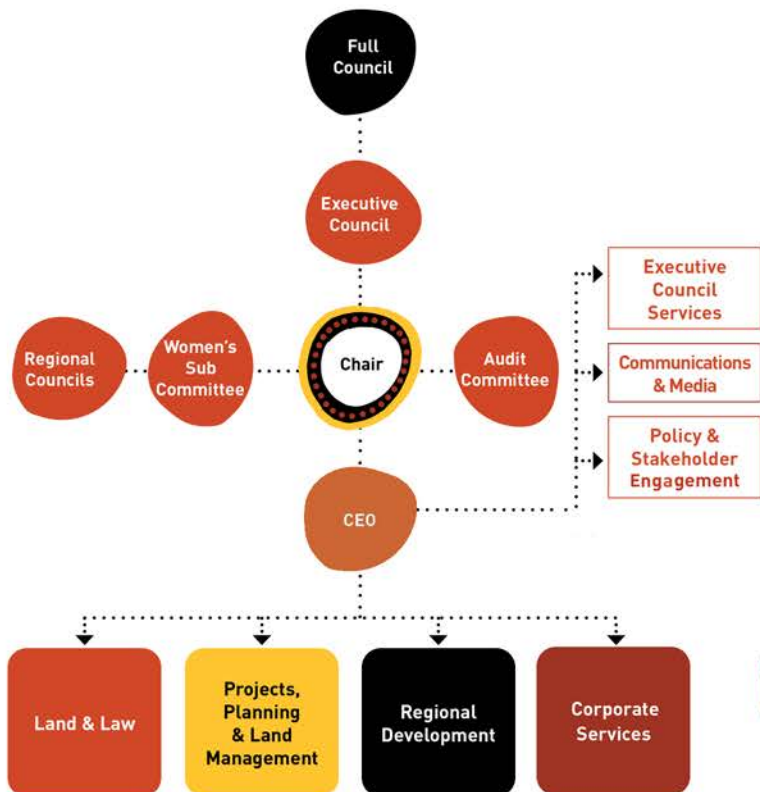 Full
Council
Executive
Council
Executive
Council
Services
Regional
Councils
Women's
Sub
Committee
Chair
Audit
Committee
Communications
& Media
Policy &
Stakeholder
Engagement
CEO
Land & Law
Projects,
Planning
& Land
Management
Regional
Development
Corporate
Services